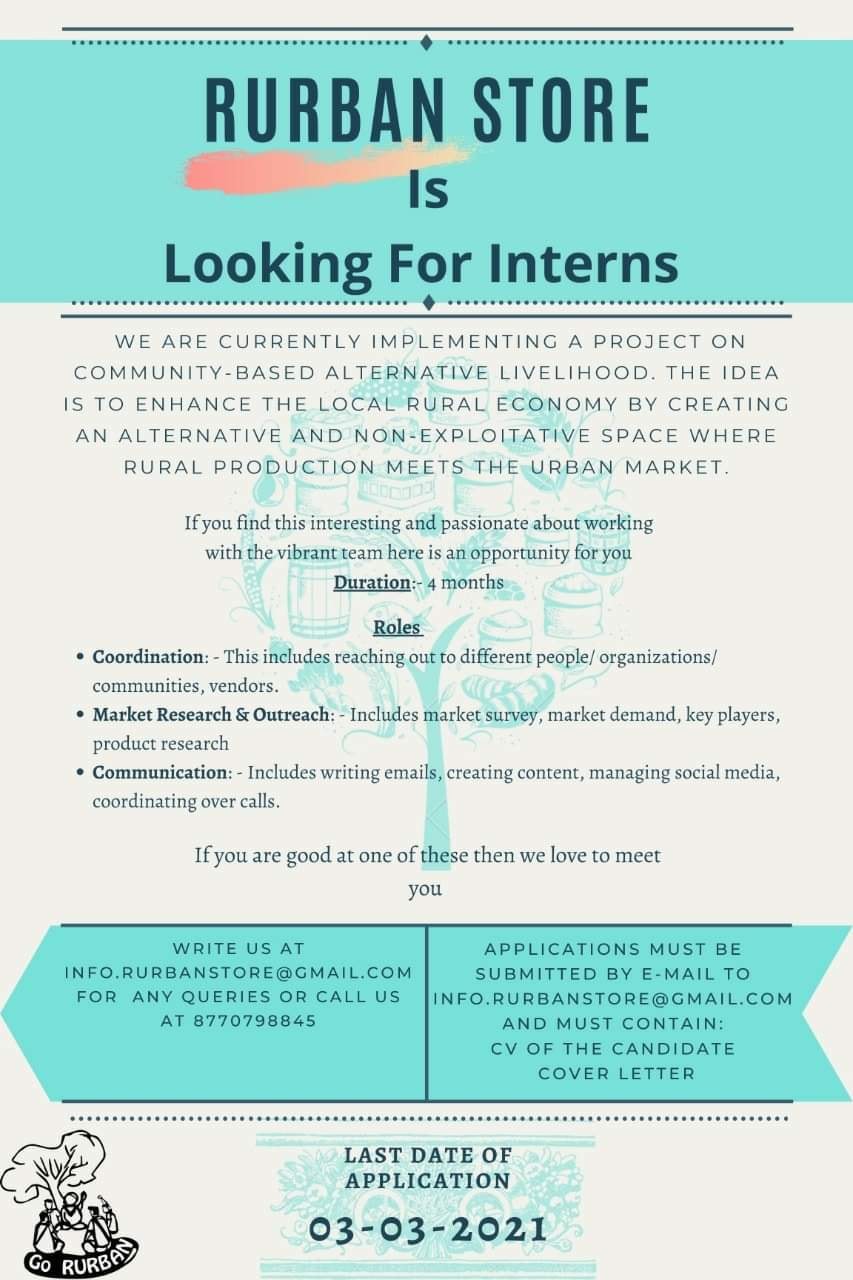 RURBAN STORE
Is
Looking For Interns
WE ARE CURRENTLY IMPLEMENTING A PROJECT ON
COMMUNITY-BASED ALTERNATIVE LIVELIHOOD. THE IDEA
IS TO ENHANCE THE LOCAL RURAL ECONOMY BY CREATING
AN ALTERNATIVE AND NON-EXPLOITATIVE SPACE WHERE
RURAL PRODUCTION MEETS THE URBAN MARKET.
If you find this interesting and passionate about working
with the vibrant team here is an opportunity for you
Duration:- 4 months
Roles
• Coordination: - This includes reaching out to different people/ organizations/
communities, vendors.
• Market Research & Outreach: - Includes market survey, market demand, key players,
product research
• Communication: - Includes writing emails, creating content, managing social media,
coordinating over calls.
If you are good at one of these then we love to meet
you
WRITE US AT
INFO.RURBANSTORE@GMAIL.COM
FOR ANY QUERIES OR CALL US
AT 8770798845
APPLICATIONS MUST BE
SUBMITTED BY E-MAIL TO
INFO.RURBANSTORE@GMAIL.COM
AND MUST CONTAIN:
CV OF THE CANDIDATE
COVER LETTER
LAST DATE OF
APPLICATION
03-03-2021
GO RURBAN